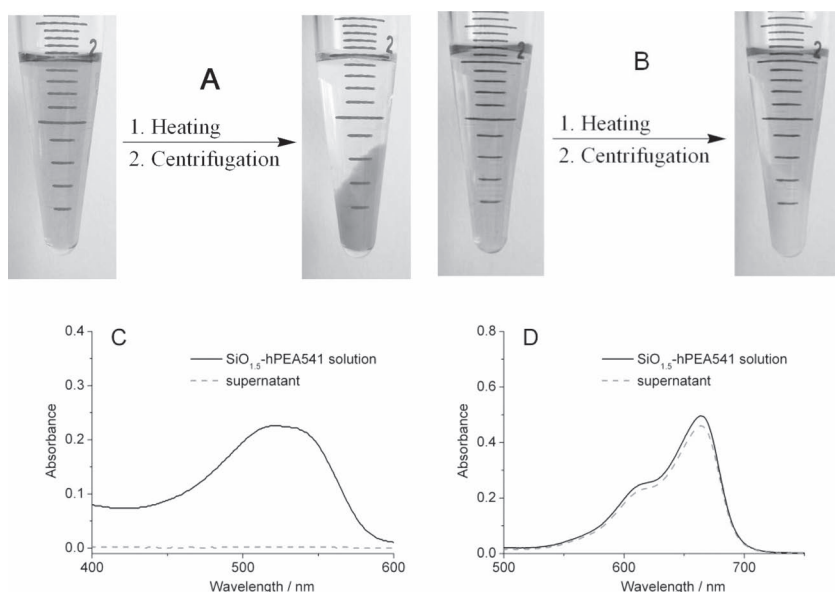 2
A
1. Heating
2. Centrifugation
2
B
1. Heating
2. Centrifugation
C
SiO1.5-hPEA541 solution
supernatant
0.4
0.3
0.2
0.1
0.0
Absorbance
400
500
600
Wavelength / nm
D
SiO1.5-hPEA541 solution
supernatant
0.8
0.6
0.4
0.2
0.0
Absorbance
500
600
700
Wavelength / nm